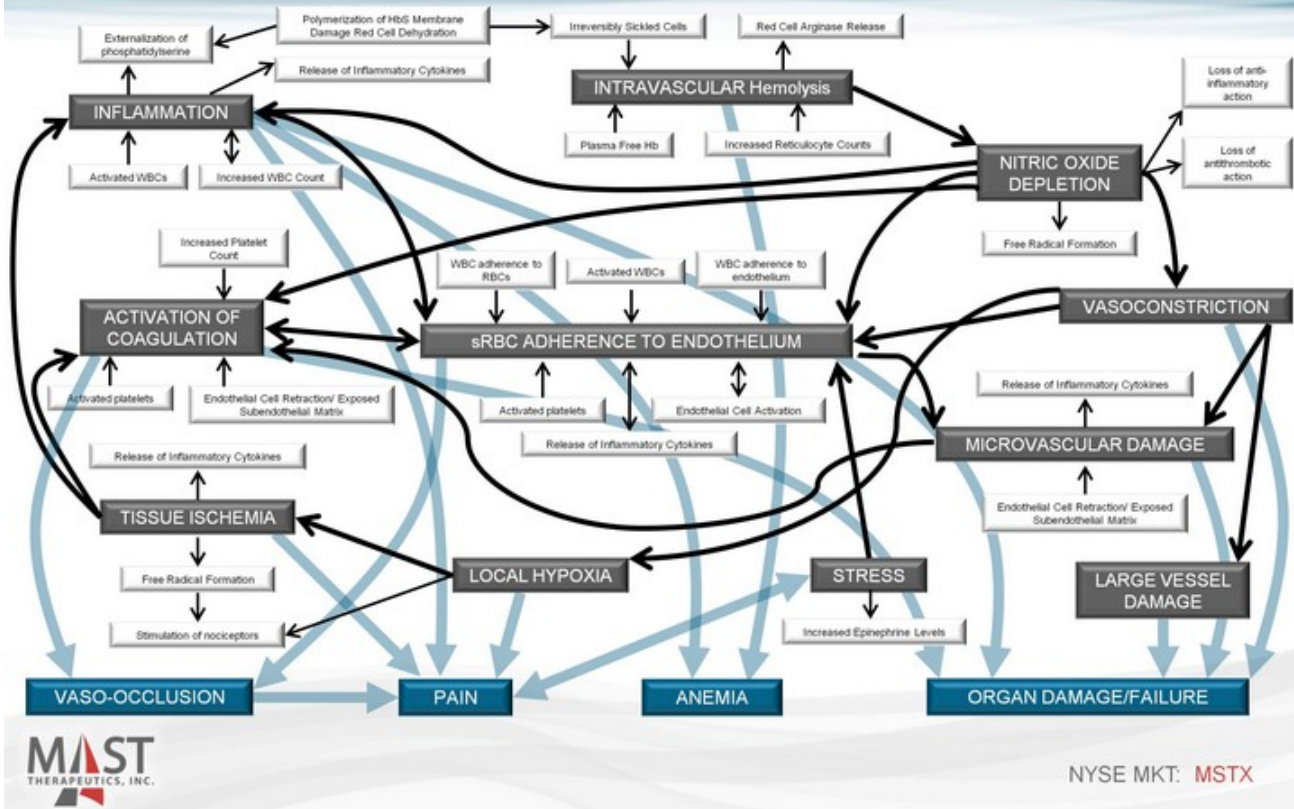 Polymerization of HbS Membrane
Damage Red Cell Dehydration
Externalization of
phosphatidylserine
Irreversibly Sickled Cells
Red Cell Arginase Release
Release of Inflammatory Cytokines
Loss of anti-
inflammatory
action
INTRAVASCULAR Hemolysis
INFLAMMATION
Plasma Free Hb
Increased Reticulocyte Counts
Loss of
antithrombotic
action
NITRIC OXIDE
DEPLETION
Activated WBCs
Increased WBC Count
Free Radical Formation
Increased Platelet
Count
WBC adherence to
RBCs
Activated WBCs
WBC adherence to
endothelium
VASOCONSTRICTION
ACTIVATION OF
COAGULATION
sRBC ADHERENCE TO ENDOTHELIUM
Release of Inflammatory Cytokines
Activated platelets
Endothelial Cell Retraction/ Exposed
Subendothelial Matrix
Activated platelets
Endothelial Cell Activation
Release of Inflammatory Cytokines
MICROVASCULAR DAMAGE
Release of Inflammatory Cytokines
Endothelial Cell Retraction/ Exposed
Subendothelial Matrix
TISSUE ISCHEMIA
Free Radical Formation
LOCAL HYPOXIA
STRESS
LARGE VESSEL
DAMAGE
Stimulation of nociceptors
Increased Epinephrine Levels
VASO-OCCLUSION
PAIN
ANEMIA
ORGAN DAMAGE/FAILURE
MAST
THERAPEUTICS, INC.
NYSE MKT: MSTX